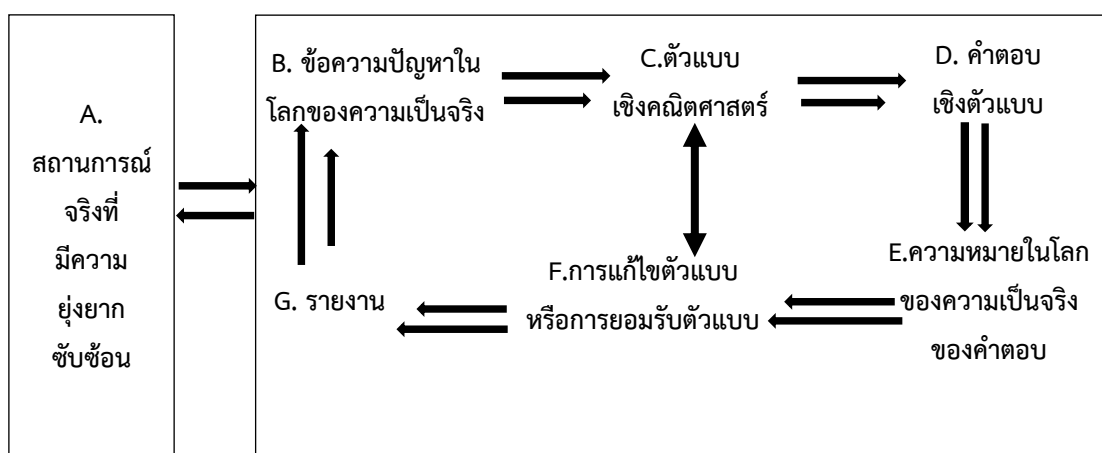 A.
สถานการณ์
จริงที่
มีความ
ยุ่งยาก
ซับซ้อน
B. ข้อความปัญหาใน
โลกของความเป็นจริง
C.ตัวแบบ
เชิงคณิตศาสตร์
D. คำตอบ
เชิงตัวแบบ
E.ความหมายในโลก
ของความเป็นจริง
ของคำตอบ
F.การแก้ไขตัวแบบ
หรือการยอมรับตัวแบบ
G. รายงาน